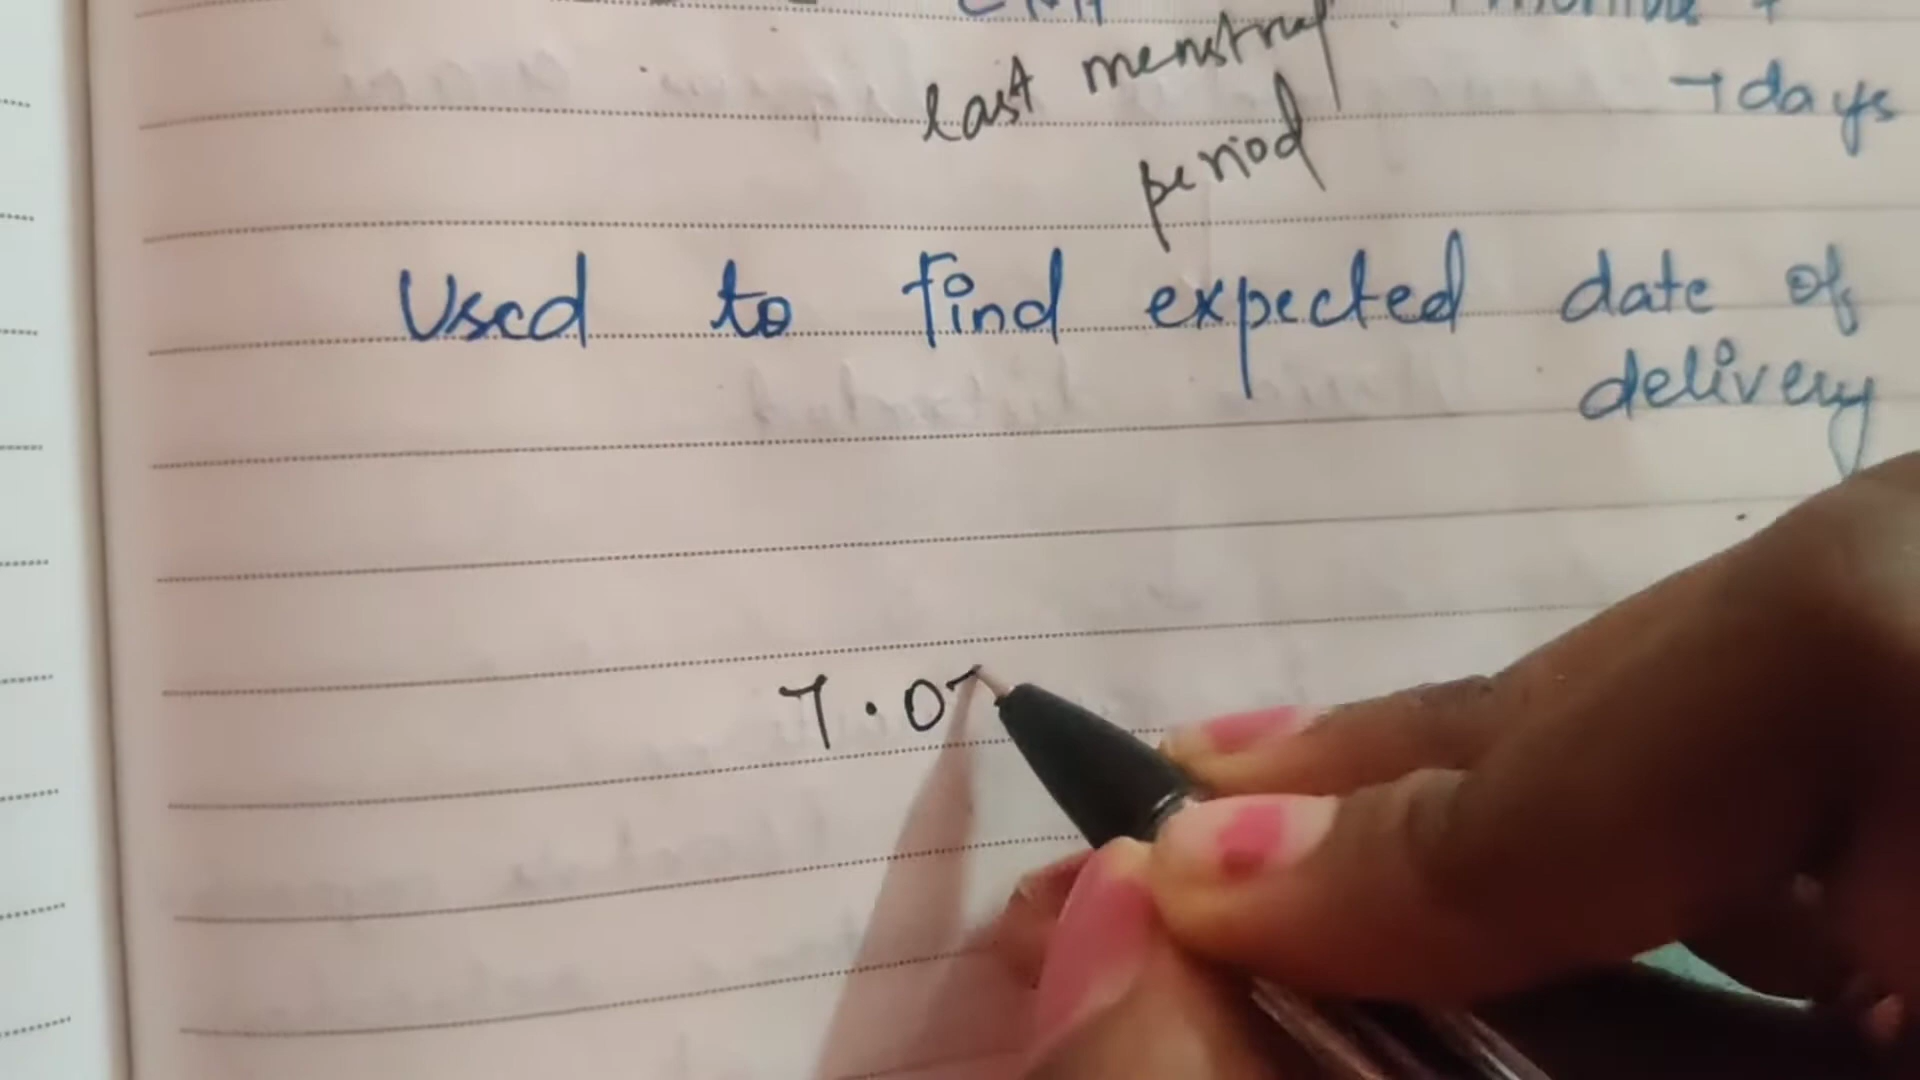 last menstrual
period
7 days
Used to find expected date of
delivery
7.07